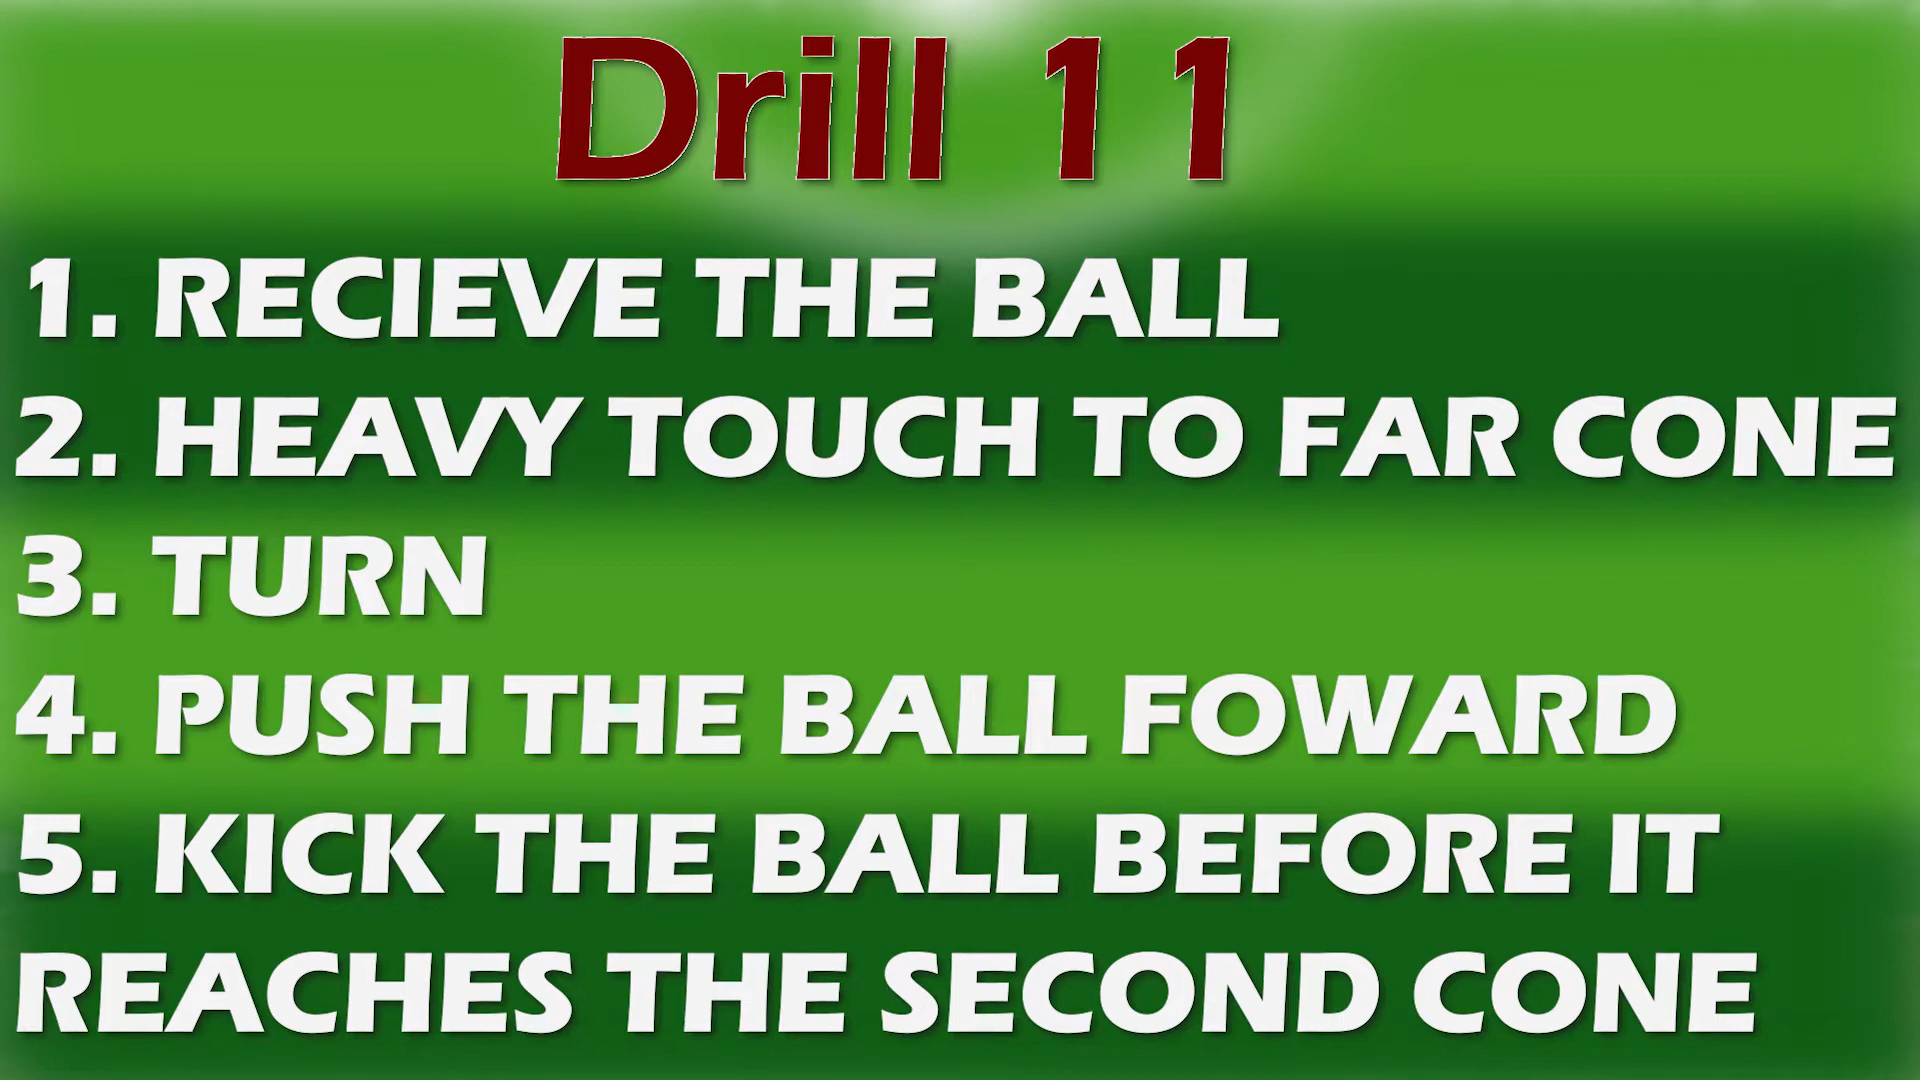 Drill 11
1. RECIEVE THE BALL
2. HEAVY TOUCH TO FAR CONE
3. TURN
4. PUSH THE BALL FOWARD
5. KICK THE BALL BEFORE IT
REACHES THE SECOND CONE